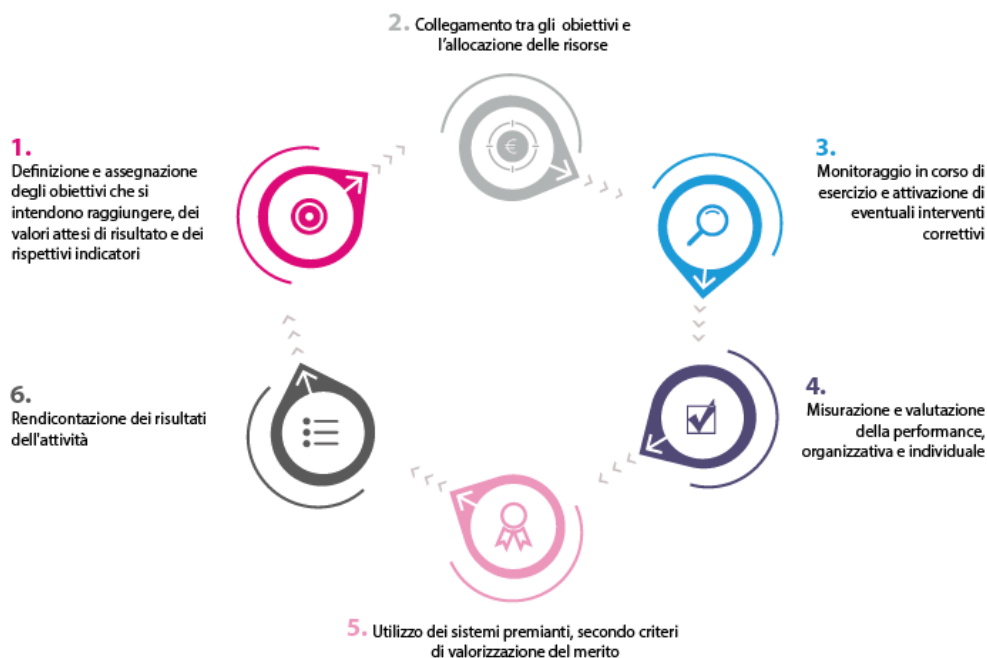 1.
Definizione e assegnazione
degli obiettivi che si
intendono raggiungere, dei
valori attesi di risultato e dei
rispettivi indicatori
2. Collegamento tra gli obiettivi e
l'allocazione delle risorse
€
3.
Monitoraggio in corso di
esercizio e attivazione di
eventuali interventi
correttivi
4.
Misurazione e valutazione
della performance,
organizzativa e individuale
5. Utilizzo dei sistemi premianti, secondo criteri
di valorizzazione del merito
6.
Rendicontazione dei risultati
dell'attività